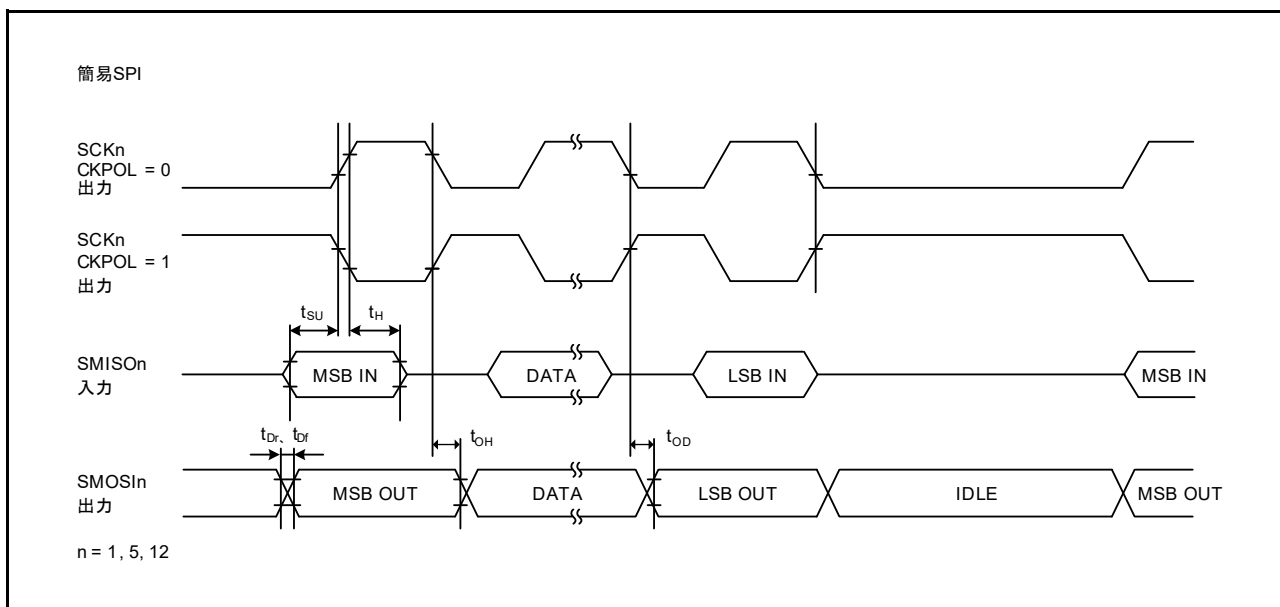 簡易SPI
SCKn
CKPOL = 0
出力
SCKn
CKPOL = 1
出力
tSU
tH
SMISOn
入力
MSB IN
DATA
LSB IN
MSB IN
tDr、tDf
tOH
tOD
SMOSIn
出力
MSB OUT
DATA
LSB OUT
IDLE
MSB OUT
n = 1, 5, 12